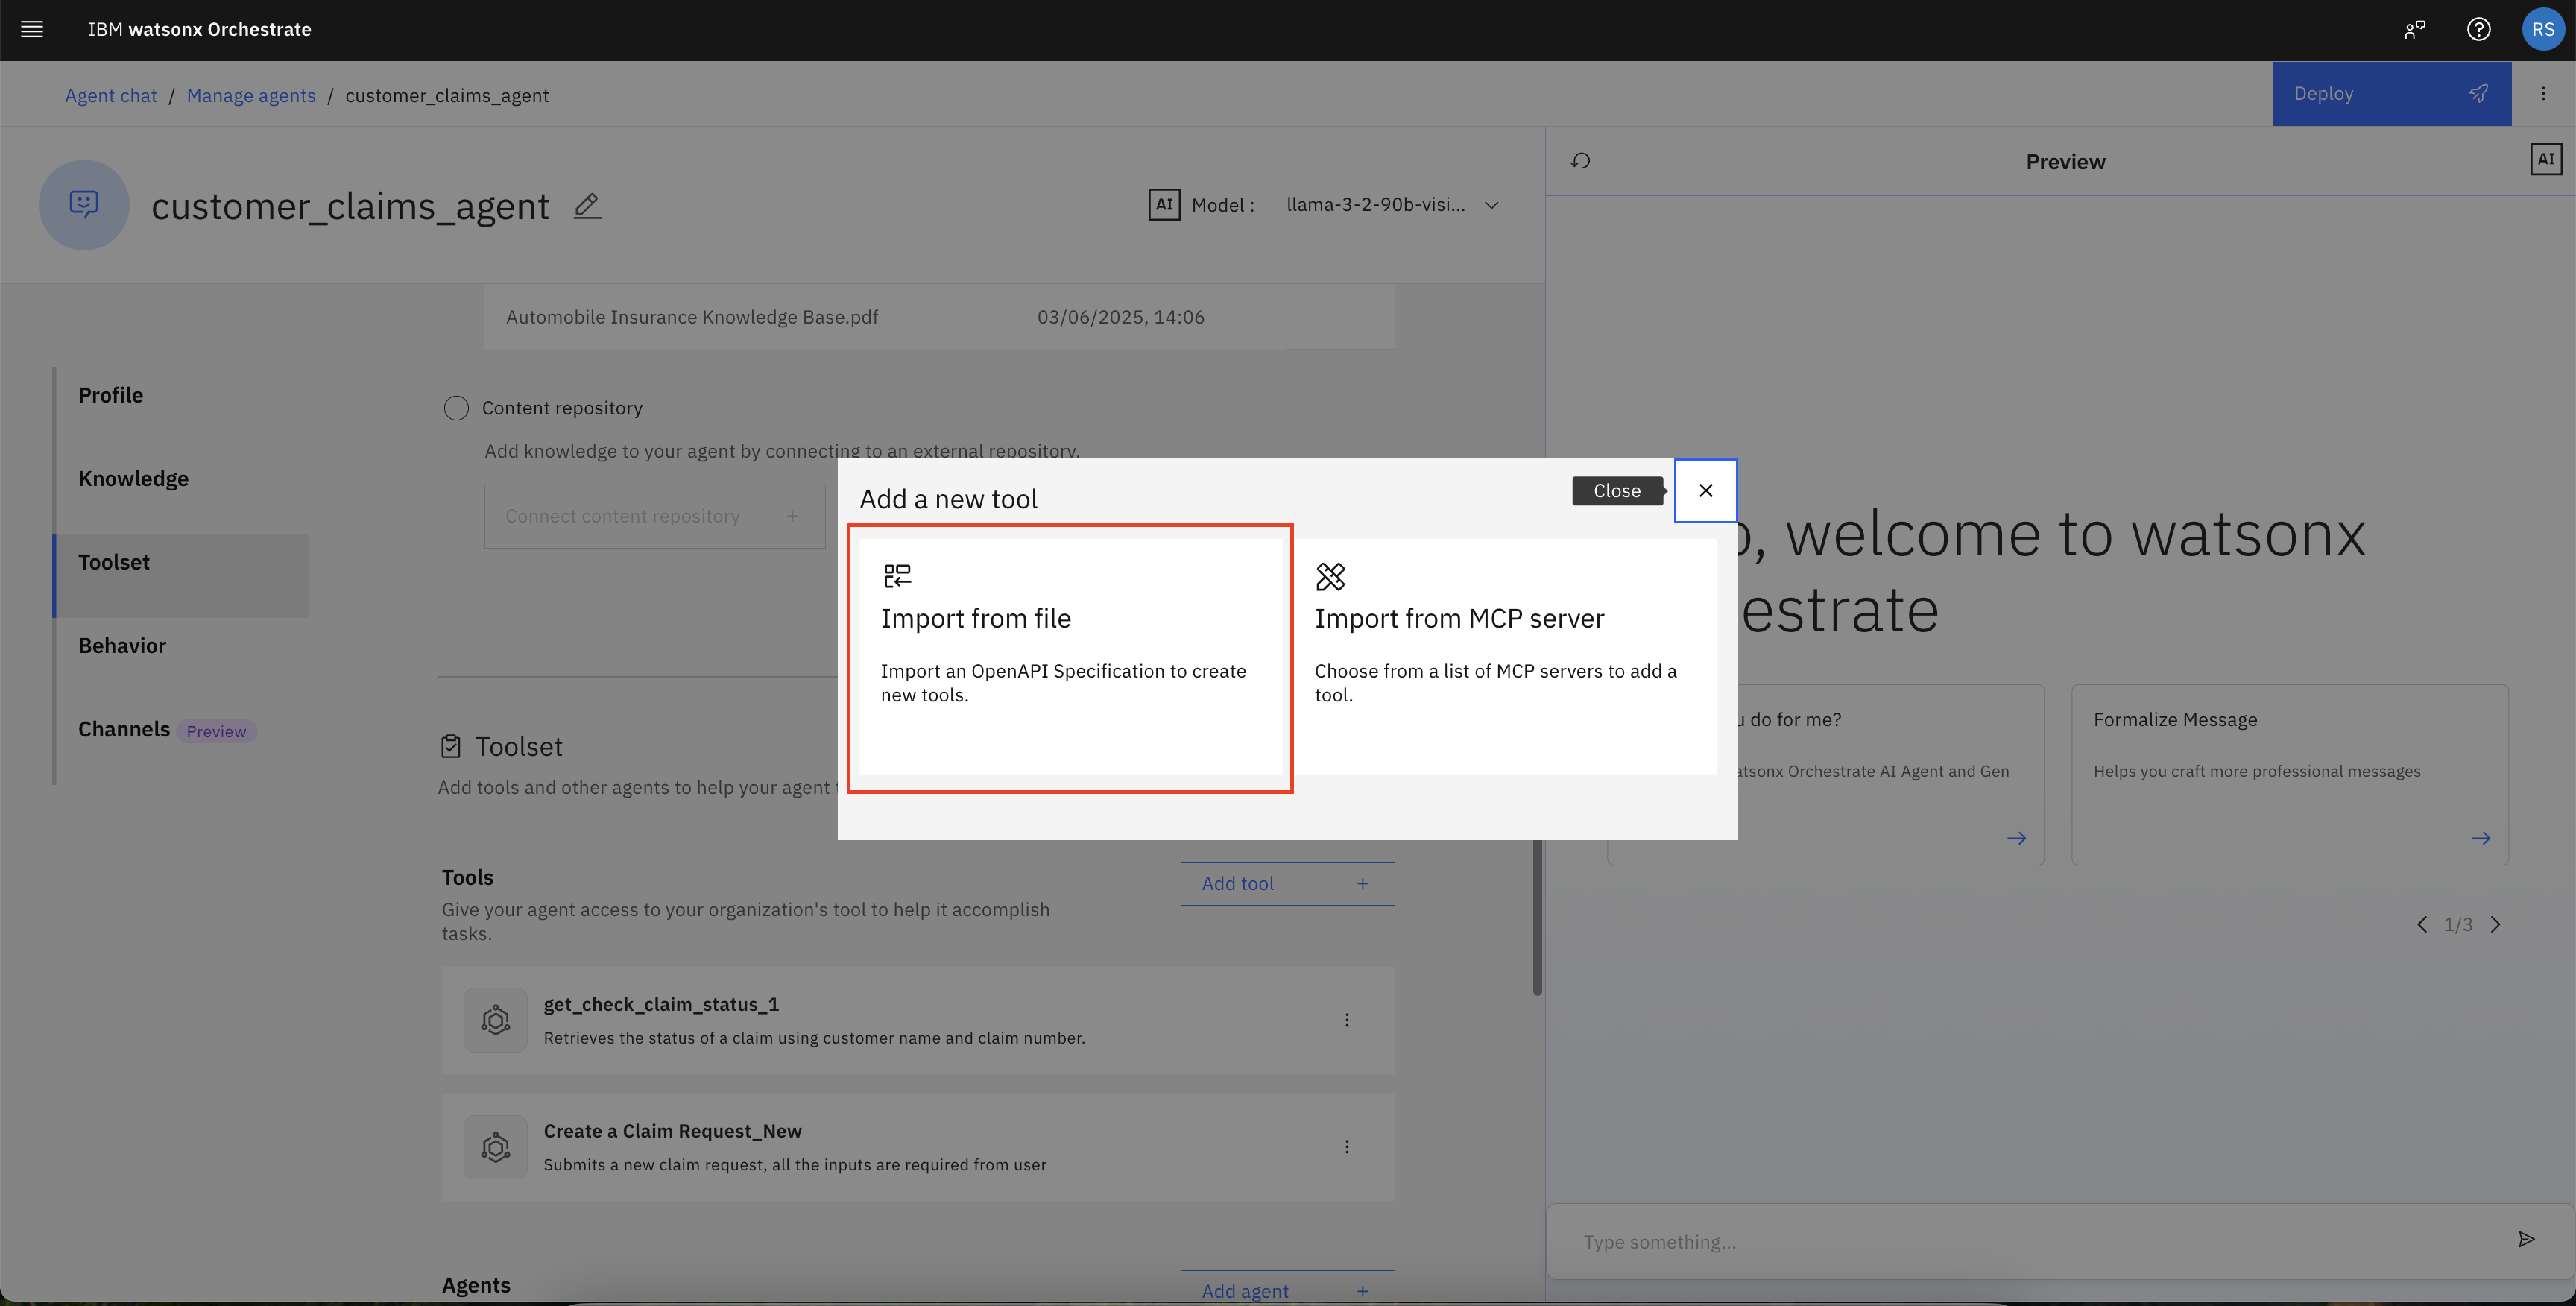 IBM watsonx Orchestrate
RS
Agent chat / Manage agents / customer_claims_agent
Deploy
customer_claims_agent
AI Model : llama-3-2-90b-visi...
Preview
AI
Automobile Insurance Knowledge Base.pdf 03/06/2025, 14:06
Profile
Knowledge
Toolset
Behavior
Channels Preview
Content repository
Add knowledge to your agent by connecting to an external repository.
Connect content repository +
Toolset
Add tools and other agents to help your agent
Add a new tool
Close
Import from file
Import an OpenAPI Specification to create
new tools.
Import from MCP server
Choose from a list of MCP servers to add a
tool.
Tools
Give your agent access to your organization's tool to help it accomplish
tasks.
Add tool +
get_check_claim_status_1
Retrieves the status of a claim using customer name and claim number.
Create a Claim Request_New
Submits a new claim request, all the inputs are required from user
Agents
Add agent +
, welcome to watsonx
estrate
do for me?
atsonx Orchestrate AI Agent and Gen
Formalize Message
Helps you craft more professional messages
1/3
Type something...